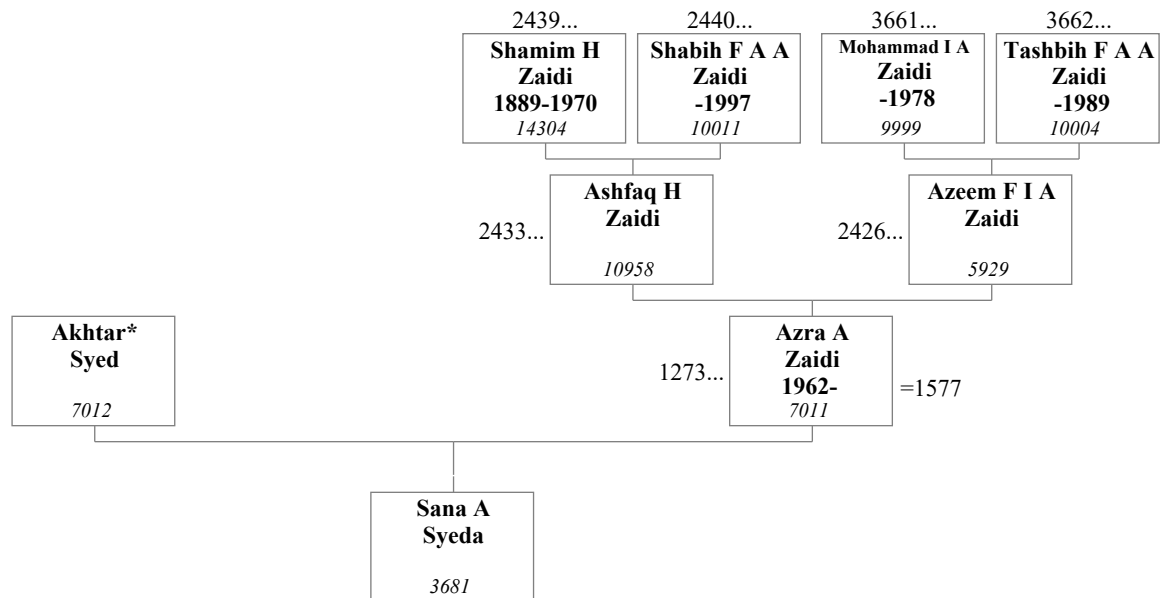 2439...
2440...
3661...
3662...
Shamim H
Zaidi
1889-1970
14304
Shabih F A A
Zaidi
-1997
10011
Mohammad I A
Zaidi
-1978
9999
Tashbih F A A
Zaidi
-1989
10004
2433...
Ashfaq H
Zaidi
10958
2426...
Azeem F I A
Zaidi
5929
Akhtar*
Syed
7012
1273...
Azra A
Zaidi
1962-
7011
=1577
Sana A
Syeda
3681